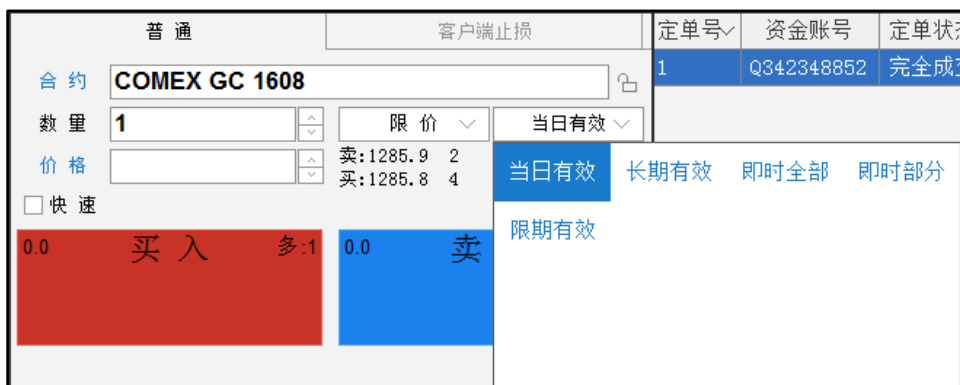 普 通 客户端止损 定单号 资金账号 定单状
合 约 COMEX GC 1608 1 Q342348852 完全成
数 量 1 限 价 当日有效
价 格 卖:1285.9 2
买:1285.8 4
快 速
当日有效 长期有效 即时全部 即时部分
限期有效
0.0 买 入 多:1 0.0 卖